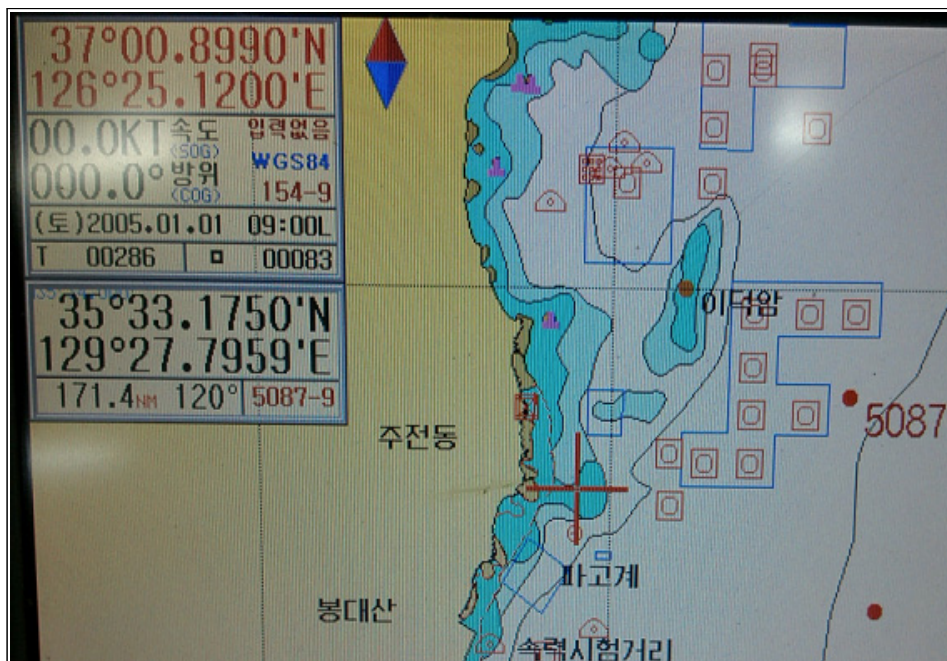 37°00.8990'N
126°25.1200'E
00.0KT 속도 입력없음
<SOG> WGS84
000.0° 방위 154-9
<COG>
(토)2005.01.01 09:00L
T 00286 ㅁ 00083
35°33.1750'N
129°27.7959'E
171.4NM 120° 5087-9
이덕암
5087
주전동
파고계
봉대산
속력시험거리